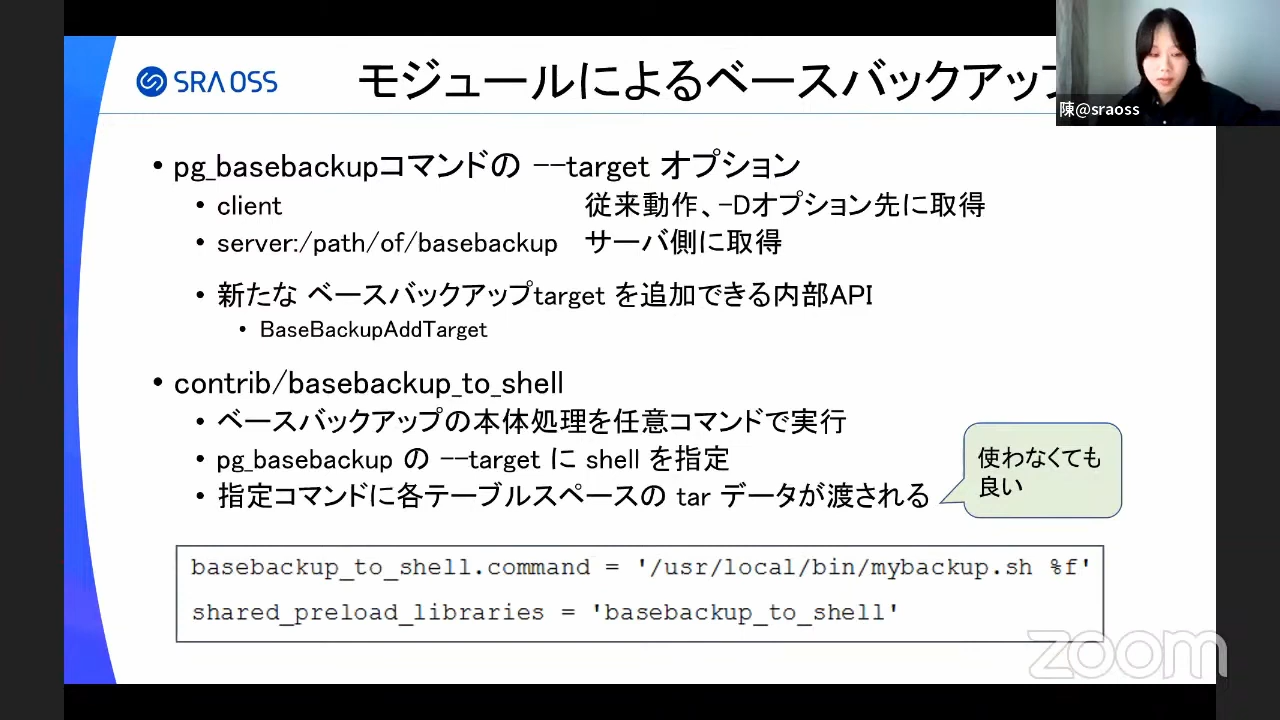 SRA OSS
モジュールによるベースバックアップ
陳@sraoss
• pg_basebackupコマンドの --target オプション
• client 従来動作、-Dオプション先に取得
• server:/path/of/basebackup サーバ側に取得
• 新たな ベースバックアップtarget を追加できる内部API
• BaseBackupAddTarget
• contrib/basebackup_to_shell
• ベースバックアップの本体処理を任意コマンドで実行
• pg_basebackup の --target に shell を指定
• 指定コマンドに各テーブルスペースの tar データが渡される
使わなくても
良い
basebackup_to_shell.command = '/usr/local/bin/mybackup.sh %f'
shared_preload_libraries = 'basebackup_to_shell'
zoom